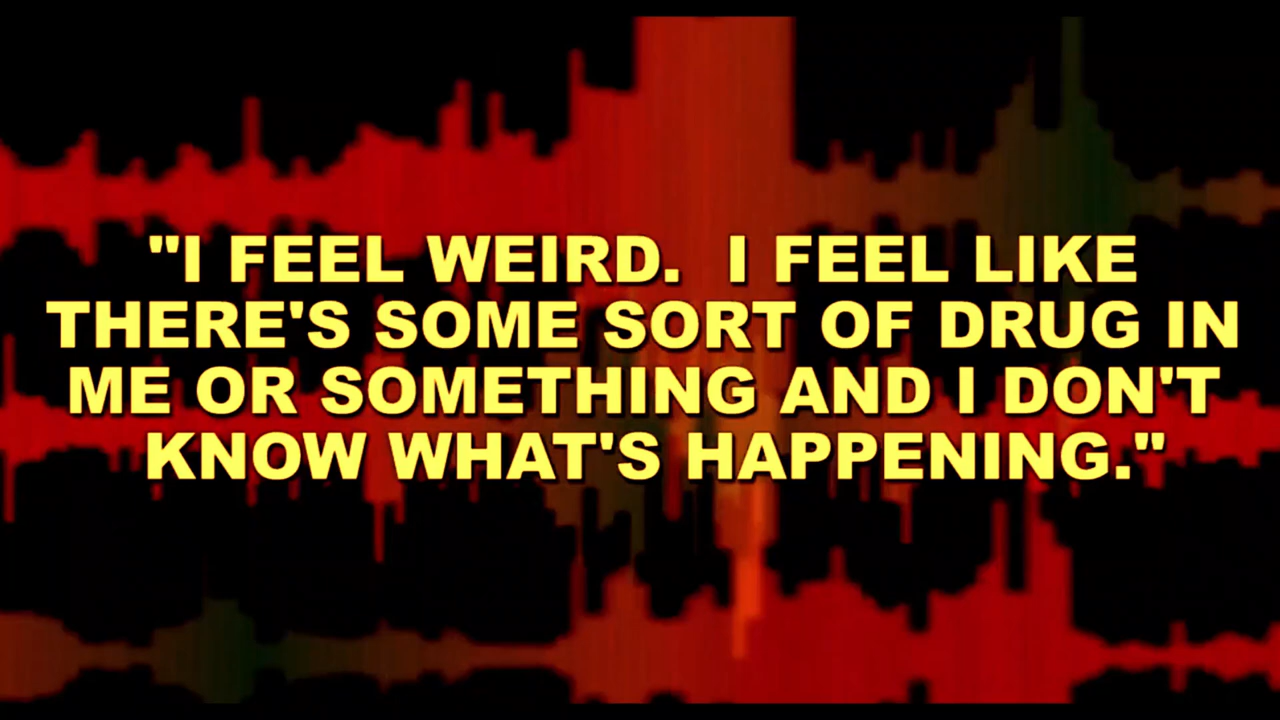 "I FEEL WEIRD.  I FEEL LIKE
THERE'S SOME SORT OF DRUG IN
ME OR SOMETHING AND I DON'T
KNOW WHAT'S HAPPENING."